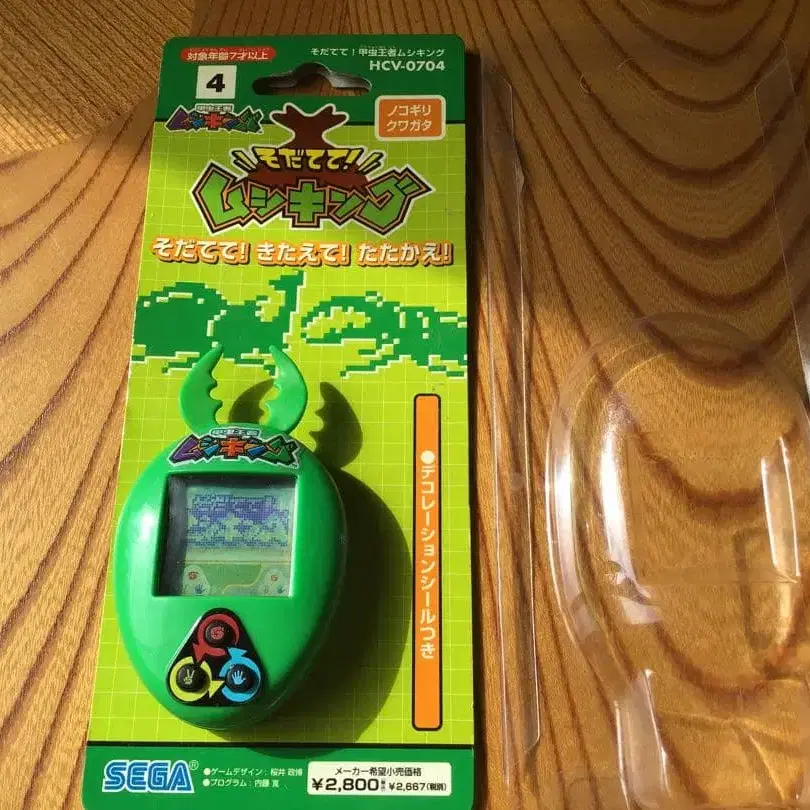 対象年齢7才以上
そだてて!甲虫王者ムシキング
HCV-0704
4
甲虫王者
ムシキング
ノコギリ
クワガタ
そだてて!
ムシキング
そだてて! きたえて! たたかえ!
甲虫王者
ムシキング
●デコレーションシールつき
SEGA®
●ゲームデザイン:桜井 政博
●プログラム:内藤 寛
メーカー希望小売価格
¥2,800 ¥2,667(税別)